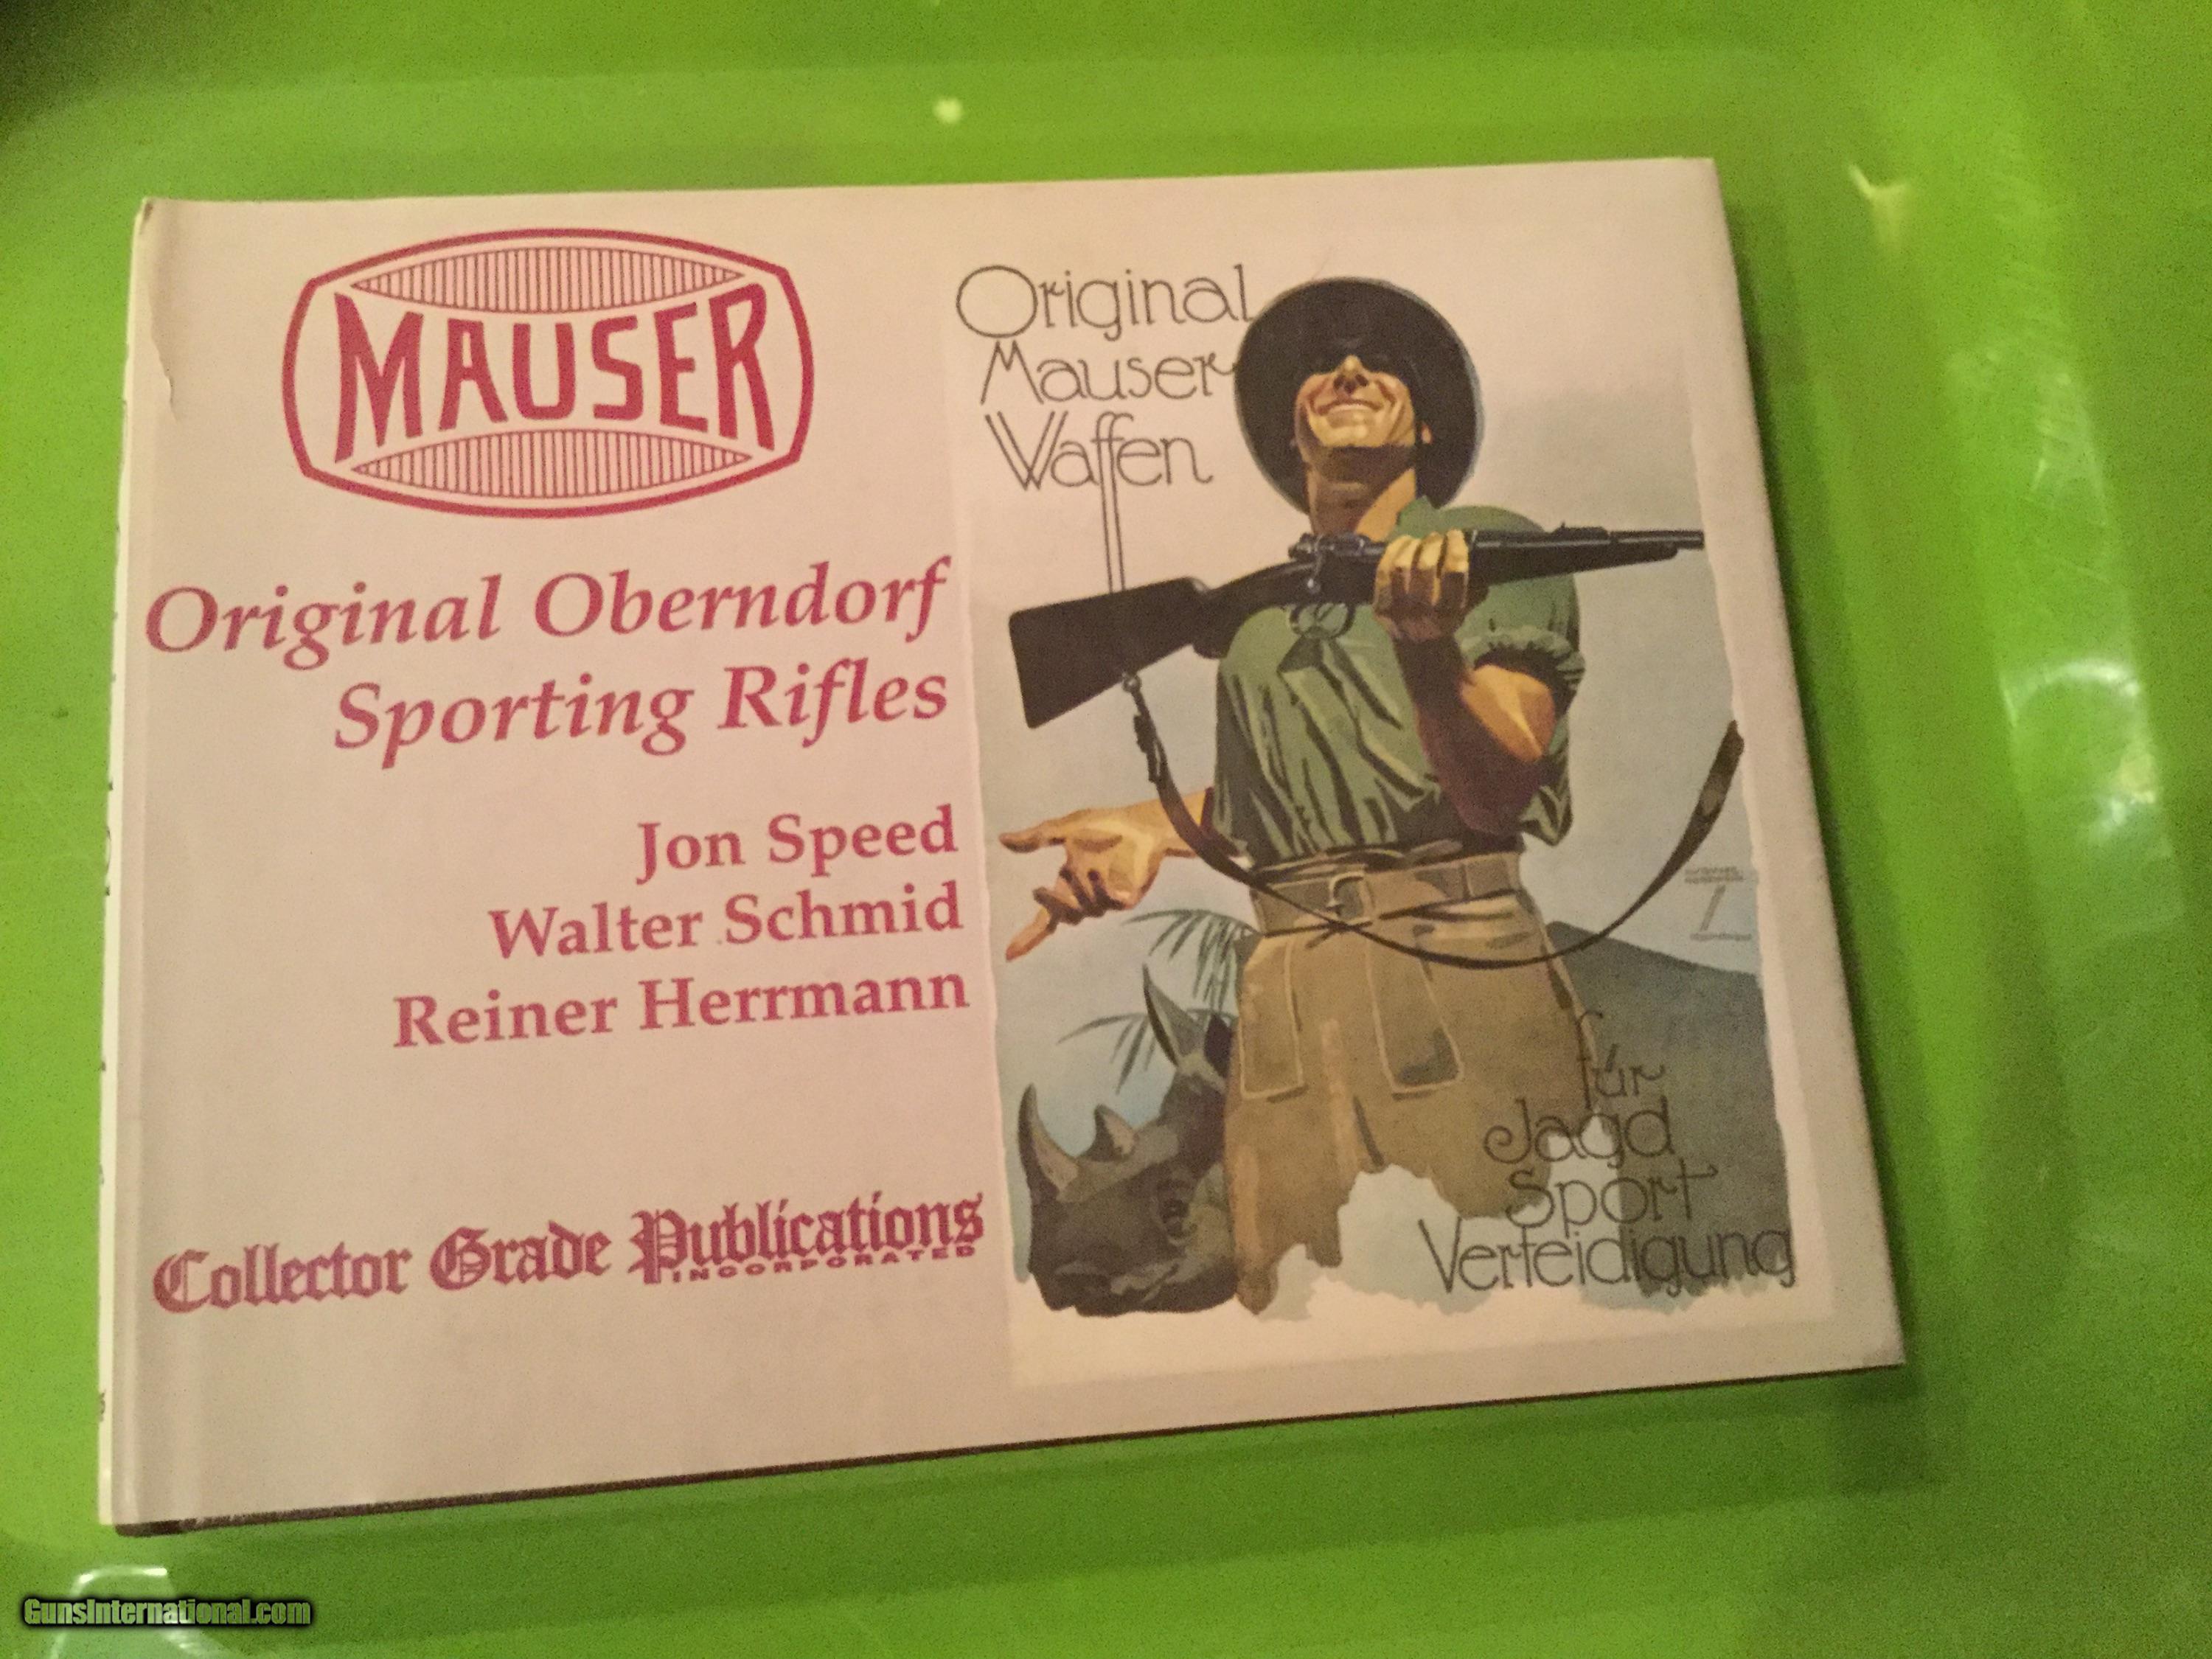 MAUSER
Original Oberndorf
Sporting Rifles
Jon Speed
Walter Schmid
Reiner Herrmann
Collector Grade Publications
INCORPORATED
Original
Mauser
Waffen
für
Jagd
Sport
Verteidigung
GunsInternational.com